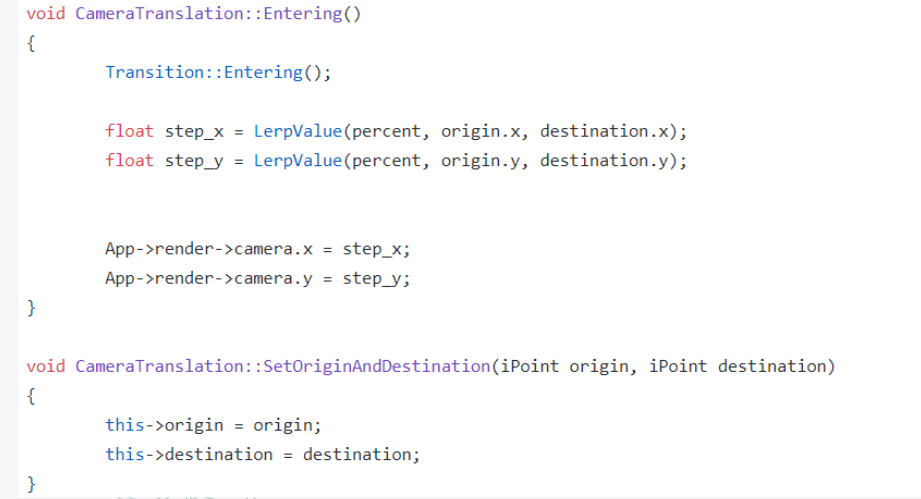 void CameraTranslation::Entering()
{
Transition::Entering();
float step_x = LerpValue(percent, origin.x, destination.x);
float step_y = LerpValue(percent, origin.y, destination.y);
App->render->camera.x = step_x;
App->render->camera.y = step_y;
}
void CameraTranslation::SetOriginAndDestination(iPoint origin, iPoint destination)
{
this->origin = origin;
this->destination = destination;
}